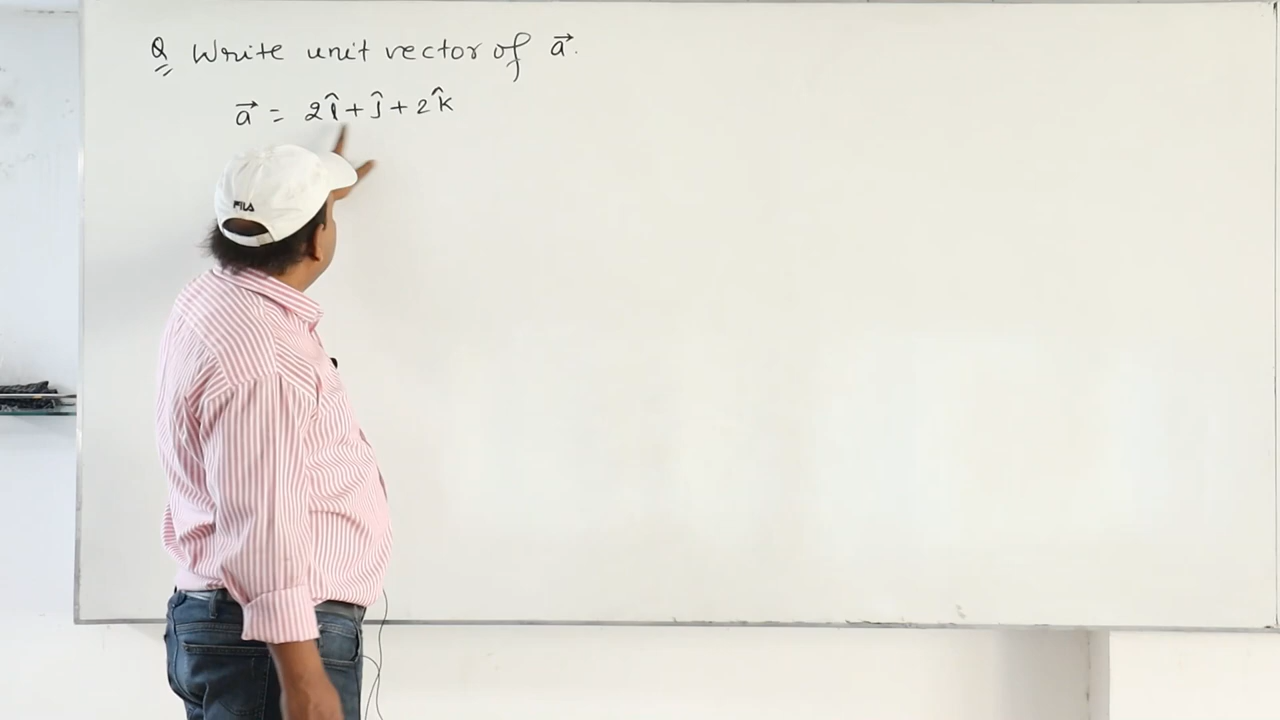 Q Write unit vector of a⃗.
a⃗ = 2î + ĵ + 2k̂
FILA